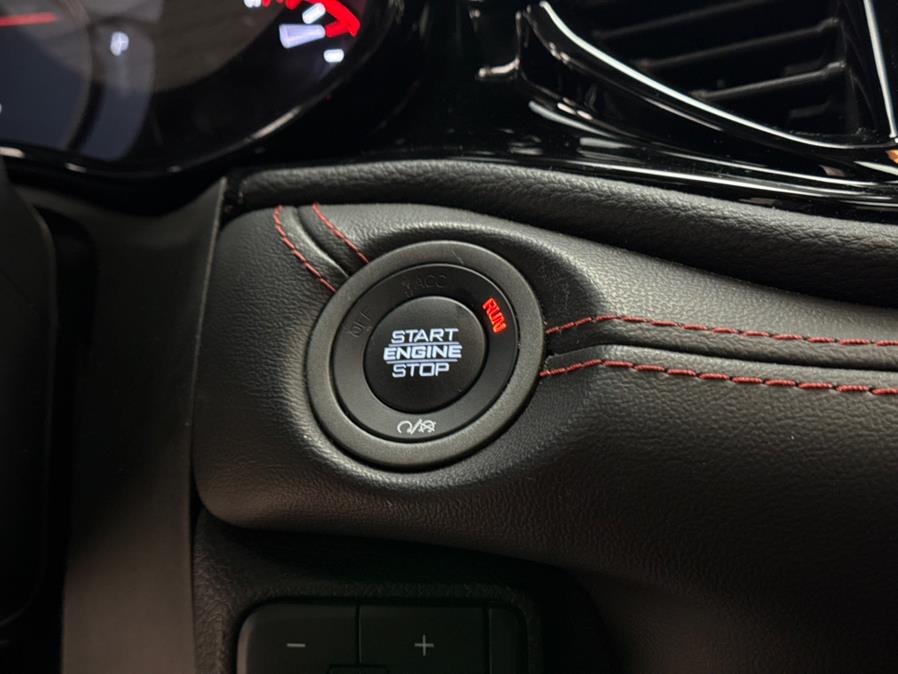 OFF
ACC
RUN
START
ENGINE
STOP
- +